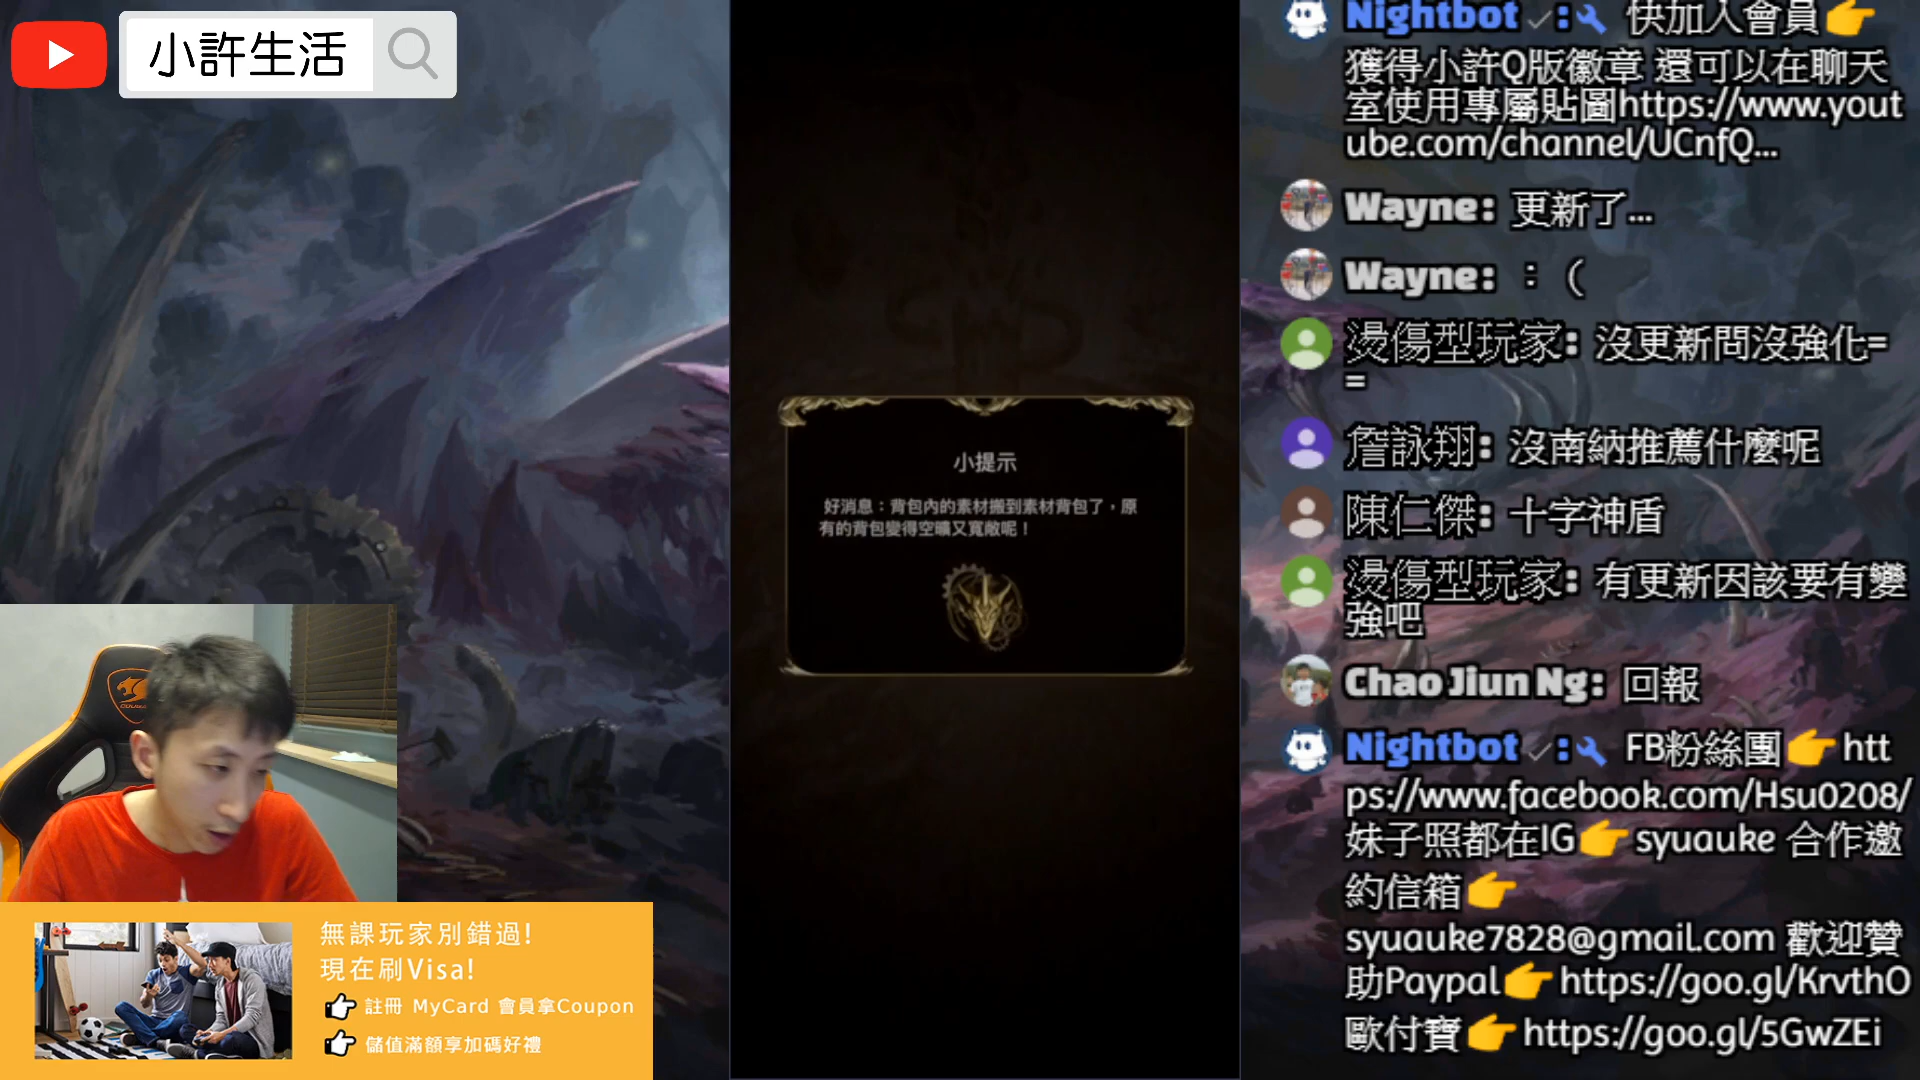 小許生活
Nightbot : 快加入會員👉
獲得小許Q版徽章 還可以在聊天
室使用專屬貼圖https://www.yout
ube.com/channel/UCnfQ...
Wayne: 更新了...
Wayne: : (
燙傷型玩家: 沒更新問沒強化=
=
詹詠翔: 沒南納推薦什麼呢
陳仁傑: 十字神盾
燙傷型玩家: 有更新因該要有變
強吧
Chao Jiun Ng: 回報
Nightbot : FB粉絲團👉htt
ps://www.facebook.com/Hsu0208/
妹子照都在IG👉syuauke 合作邀
約信箱👉
syuauke7828@gmail.com 歡迎贊
助Paypal👉https://goo.gl/KrvthO
歐付寶👉https://goo.gl/5GwZEi
小提示
好消息：背包內的素材搬到素材背包了，原
有的背包變得空曠又寬敞呢！
無課玩家別錯過!
現在刷Visa!
註冊 MyCard 會員拿Coupon
儲值滿額享加碼好禮